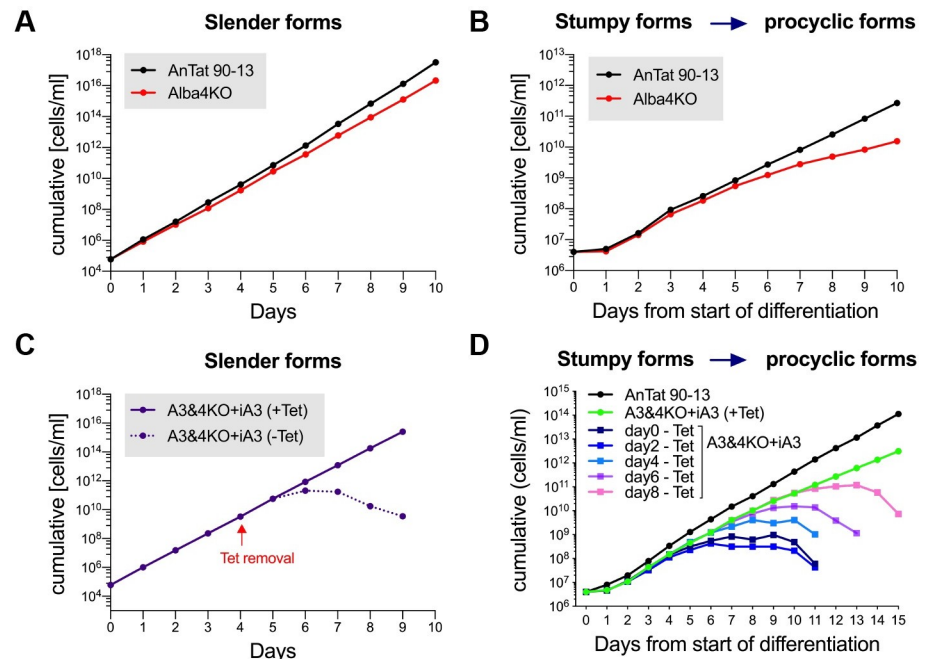 A
Slender forms
cumulative [cells/ml]
10^18
10^16
10^14
10^12
10^10
10^8
10^6
10^4
AnTat 90-13
Alba4KO
0 1 2 3 4 5 6 7 8 9 10
Days
B
Stumpy forms → procyclic forms
cumulative [cells/ml]
10^13
10^12
10^11
10^10
10^9
10^8
10^7
10^6
AnTat 90-13
Alba4KO
0 1 2 3 4 5 6 7 8 9 10
Days from start of differentiation
C
Slender forms
cumulative [cells/ml]
10^18
10^16
10^14
10^12
10^10
10^8
10^6
10^4
A3&4KO+iA3 (+Tet)
A3&4KO+iA3 (-Tet)
Tet removal
0 1 2 3 4 5 6 7 8 9 10
Days
D
Stumpy forms → procyclic forms
cumulative (cells/ml)
10^15
10^14
10^13
10^12
10^11
10^10
10^9
10^8
10^7
10^6
AnTat 90-13
A3&4KO+iA3 (+Tet)
day0 - Tet
day2 - Tet
day4 - Tet
day6 - Tet
day8 - Tet
A3&4KO+iA3
0 1 2 3 4 5 6 7 8 9 10 11 12 13 14 15
Days from start of differentiation